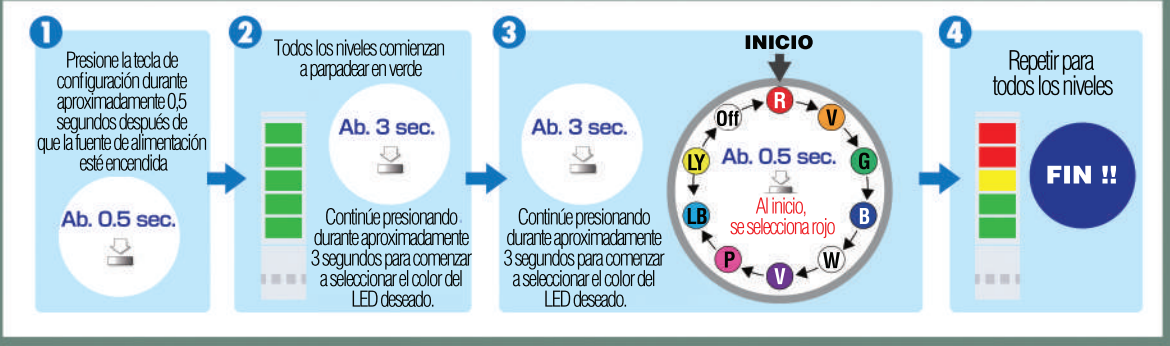 1
Presione la tecla de
configuración durante
aproximadamente 0,5
segundos después de
que la fuente de alimentación
esté encendida
Ab. 0.5 sec.
2
Todos los niveles comienzan
a parpadear en verde
Ab. 3 sec.
Continúe presionando
durante aproximadamente
3 segundos para comenzar
a seleccionar el color del
LED deseado.
3
Ab. 3 sec.
Continúe presionando
durante aproximadamente
3 segundos para comenzar
a seleccionar el color del
LED deseado.
INICIO
R
V
G
B
W
V
P
LB
LY
Off
Ab. 0.5 sec.
Al inicio,
se selecciona rojo
4
Repetir para
todos los niveles
FIN !!